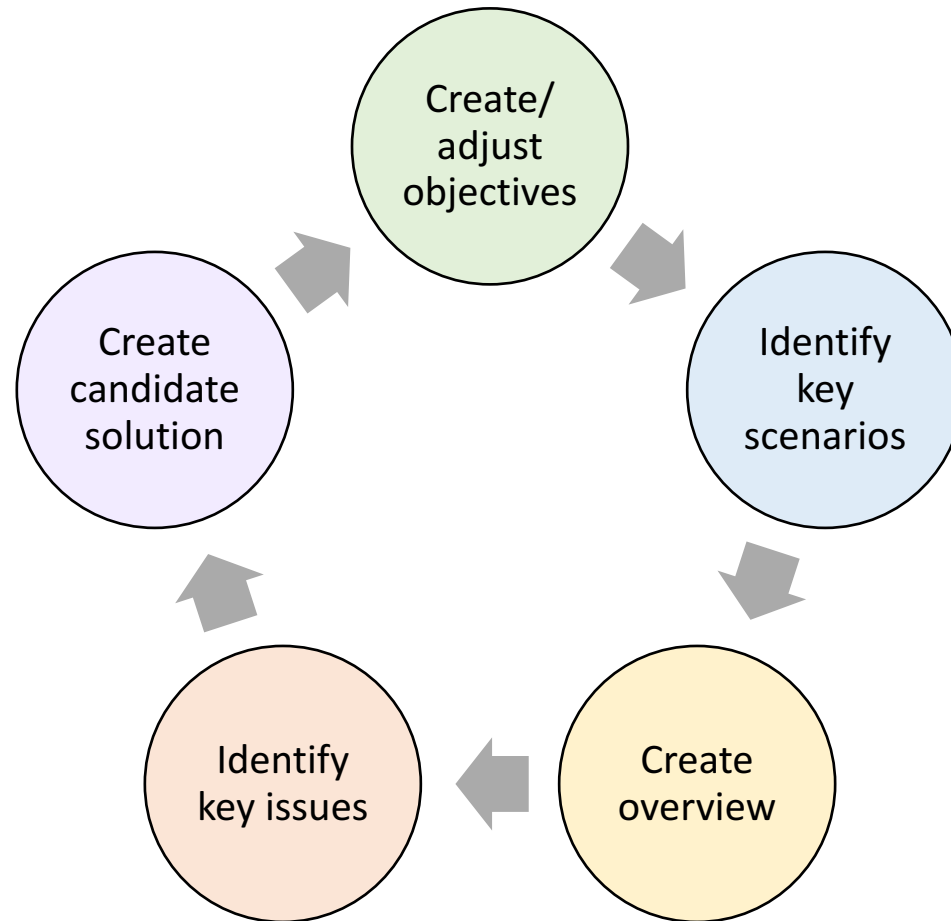 Create/
adjust
objectives
Identify
key
scenarios
Create
overview
Identify
key issues
Create
candidate
solution